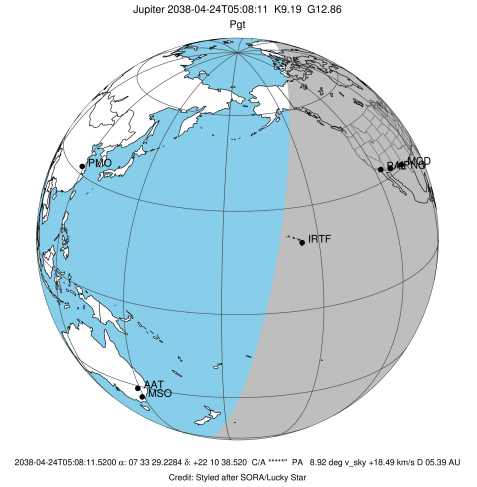 Jupiter 2038-04-24T05:08:11 K9.19 G12.86
Pgt
PMO
MCD
IRTF
AAT
MSO
2038-04-24T05:08:11.5200 α: 07 33 29.2284 δ: +22 10 38.520 C/A *****" PA 8.92 deg v_sky +18.49 km/s D 05.39 AU
Credit: Styled after SORA/Lucky Star